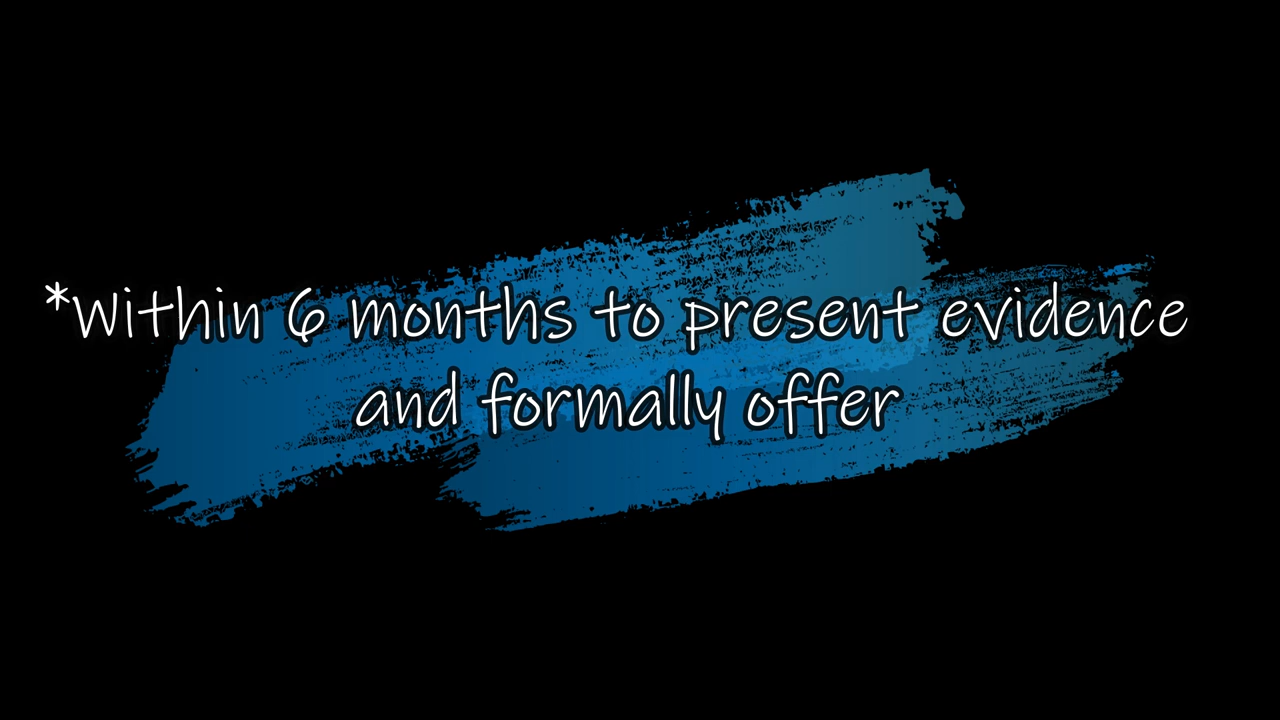 *Within 6 months to present evidence
and formally offer